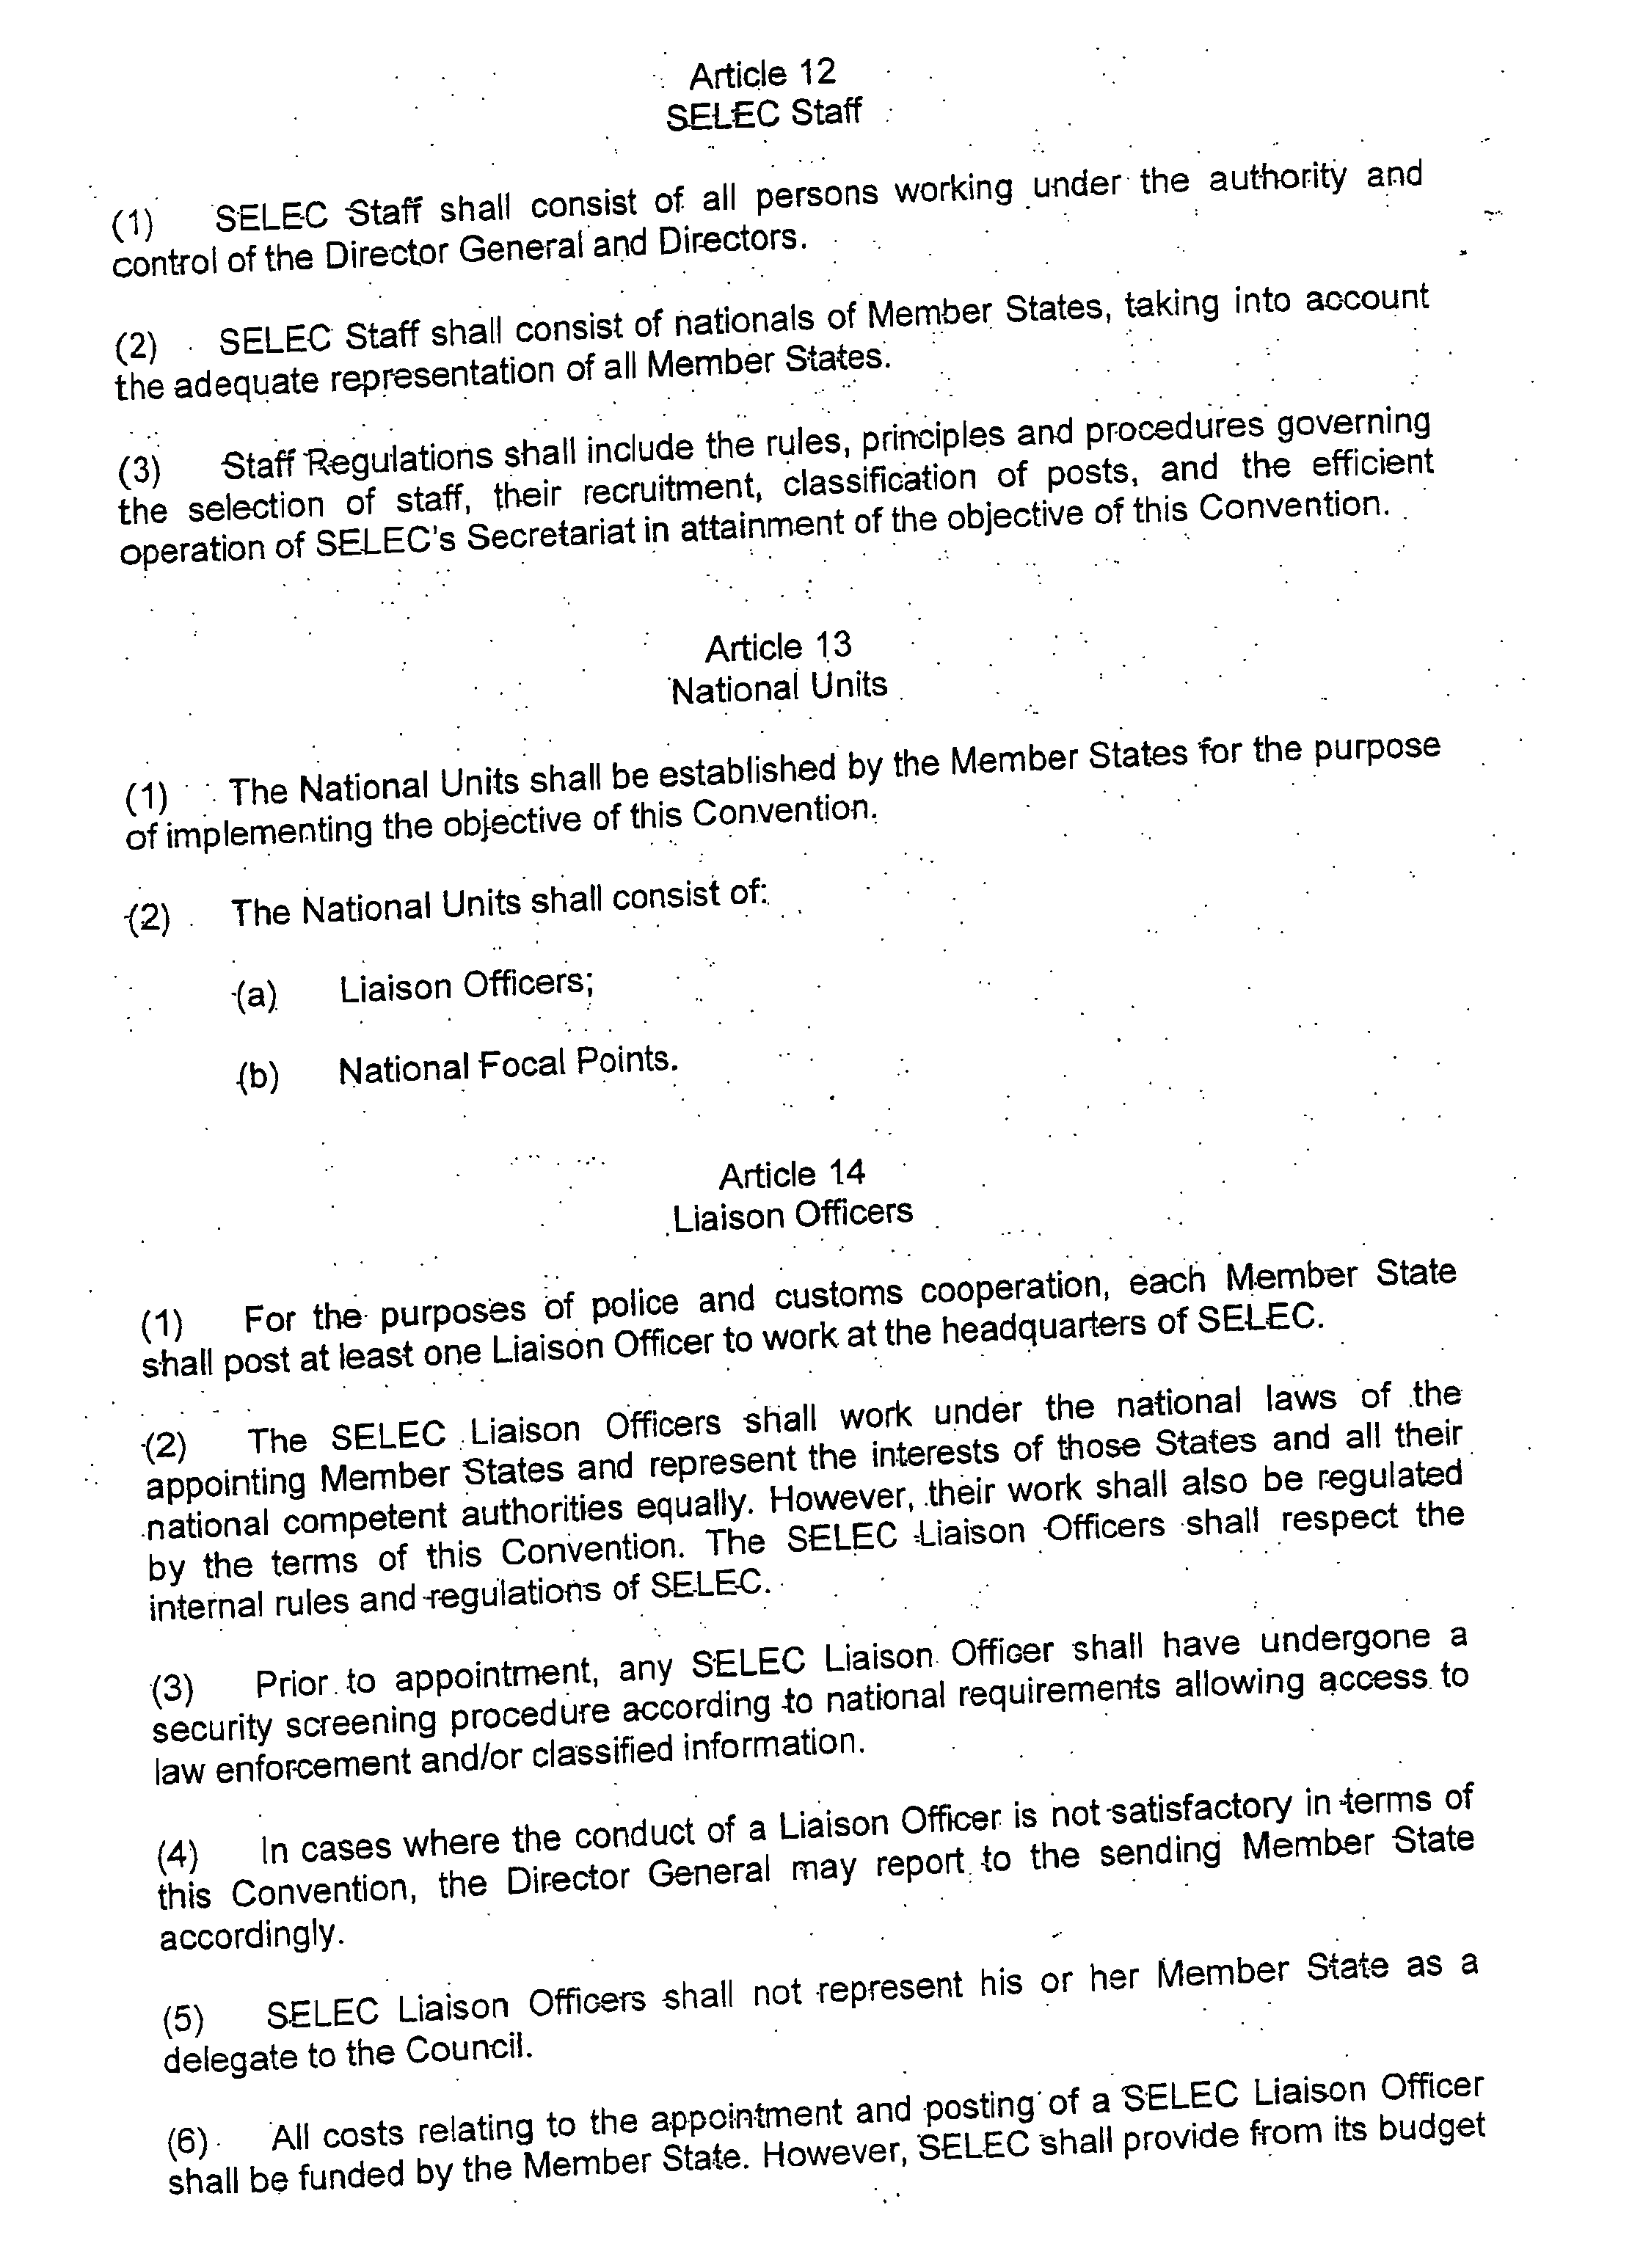 Article 12
SELEC Staff
(1) SELEC Staff shall consist of all persons working under the authority and
control of the Director General and Directors.
(2) SELEC Staff shall consist of nationals of Member States, taking into account
the adequate representation of all Member States.
(3) Staff Regulations shall include the rules, principles and procedures governing
the selection of staff, their recruitment, classification of posts, and the efficient
operation of SELEC's Secretariat in attainment of the objective of this Convention.
Article 13
National Units
(1) The National Units shall be established by the Member States for the purpose
of implementing the objective of this Convention.
(2) The National Units shall consist of:
(a) Liaison Officers;
(b) National Focal Points.
Article 14
Liaison Officers
(1) For the purposes of police and customs cooperation, each Member State
shall post at least one Liaison Officer to work at the headquarters of SELEC.
(2) The SELEC Liaison Officers shall work under the national laws of the
appointing Member States and represent the interests of those States and all their
national competent authorities equally. However, their work shall also be regulated
by the terms of this Convention. The SELEC Liaison Officers shall respect the
internal rules and regulations of SELEC.
(3) Prior to appointment, any SELEC Liaison Officer shall have undergone a
security screening procedure according to national requirements allowing access to
law enforcement and/or classified information.
(4) In cases where the conduct of a Liaison Officer is not satisfactory in terms of
this Convention, the Director General may report to the sending Member State
accordingly.
(5) SELEC Liaison Officers shall not represent his or her Member State as a
delegate to the Council.
(6) All costs relating to the appointment and posting of a SELEC Liaison Officer
shall be funded by the Member State. However, SELEC shall provide from its budget